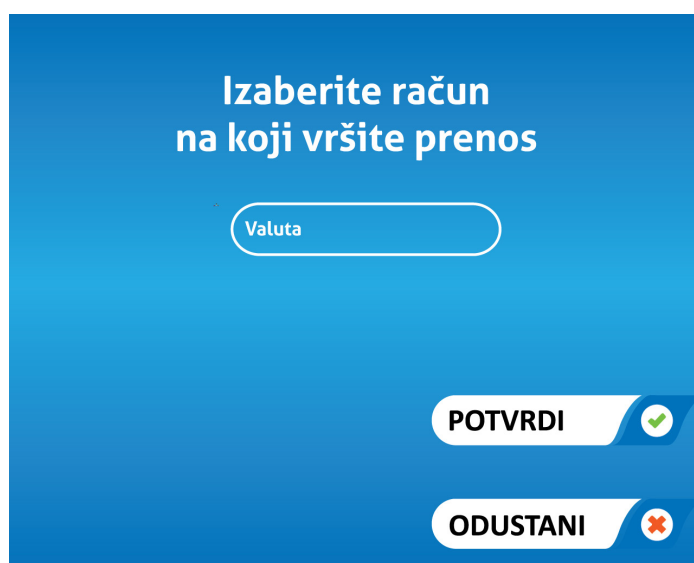 Izaberite račun
na koji vršite prenos
Valuta
POTVRDI
ODUSTANI